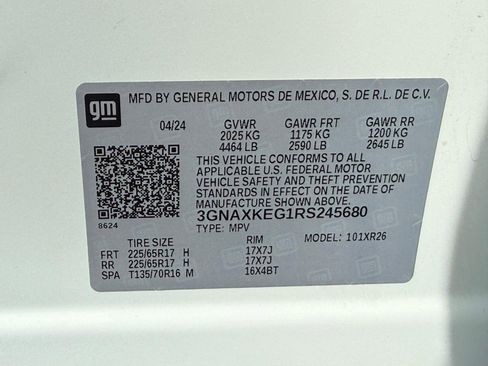 gm MFD BY GENERAL MOTORS DE MEXICO, S. DE R.L. DE C.V.
04/24 GVWR GAWR FRT GAWR RR
2025 KG 1175 KG 1200 KG
4464 LB 2590 LB 2645 LB
THIS VEHICLE CONFORMS TO ALL
APPLICABLE U.S. FEDERAL MOTOR
VEHICLE SAFETY AND THEFT PREVENTION
STANDARDS IN EFFECT ON THE DATE OF
MANUFACTURE SHOWN ABOVE.
3GNAXKEG1RS245680
8624 TYPE: MPV
TIRE SIZE RIM MODEL: 101XR26
FRT 225/65R17 H 17X7J
RR 225/65R17 H 17X7J
SPA T135/70R16 M 16X4BT